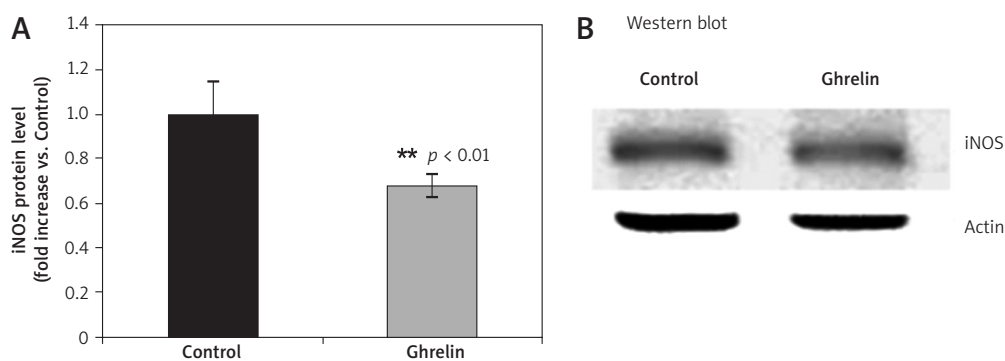 A
iNOS protein level
(fold increase vs. Control)
1.4
1.2
1.0
0.8
0.6
0.4
0.2
0
** p < 0.01
Control
Ghrelin
B
Western blot
Control
Ghrelin
iNOS
Actin